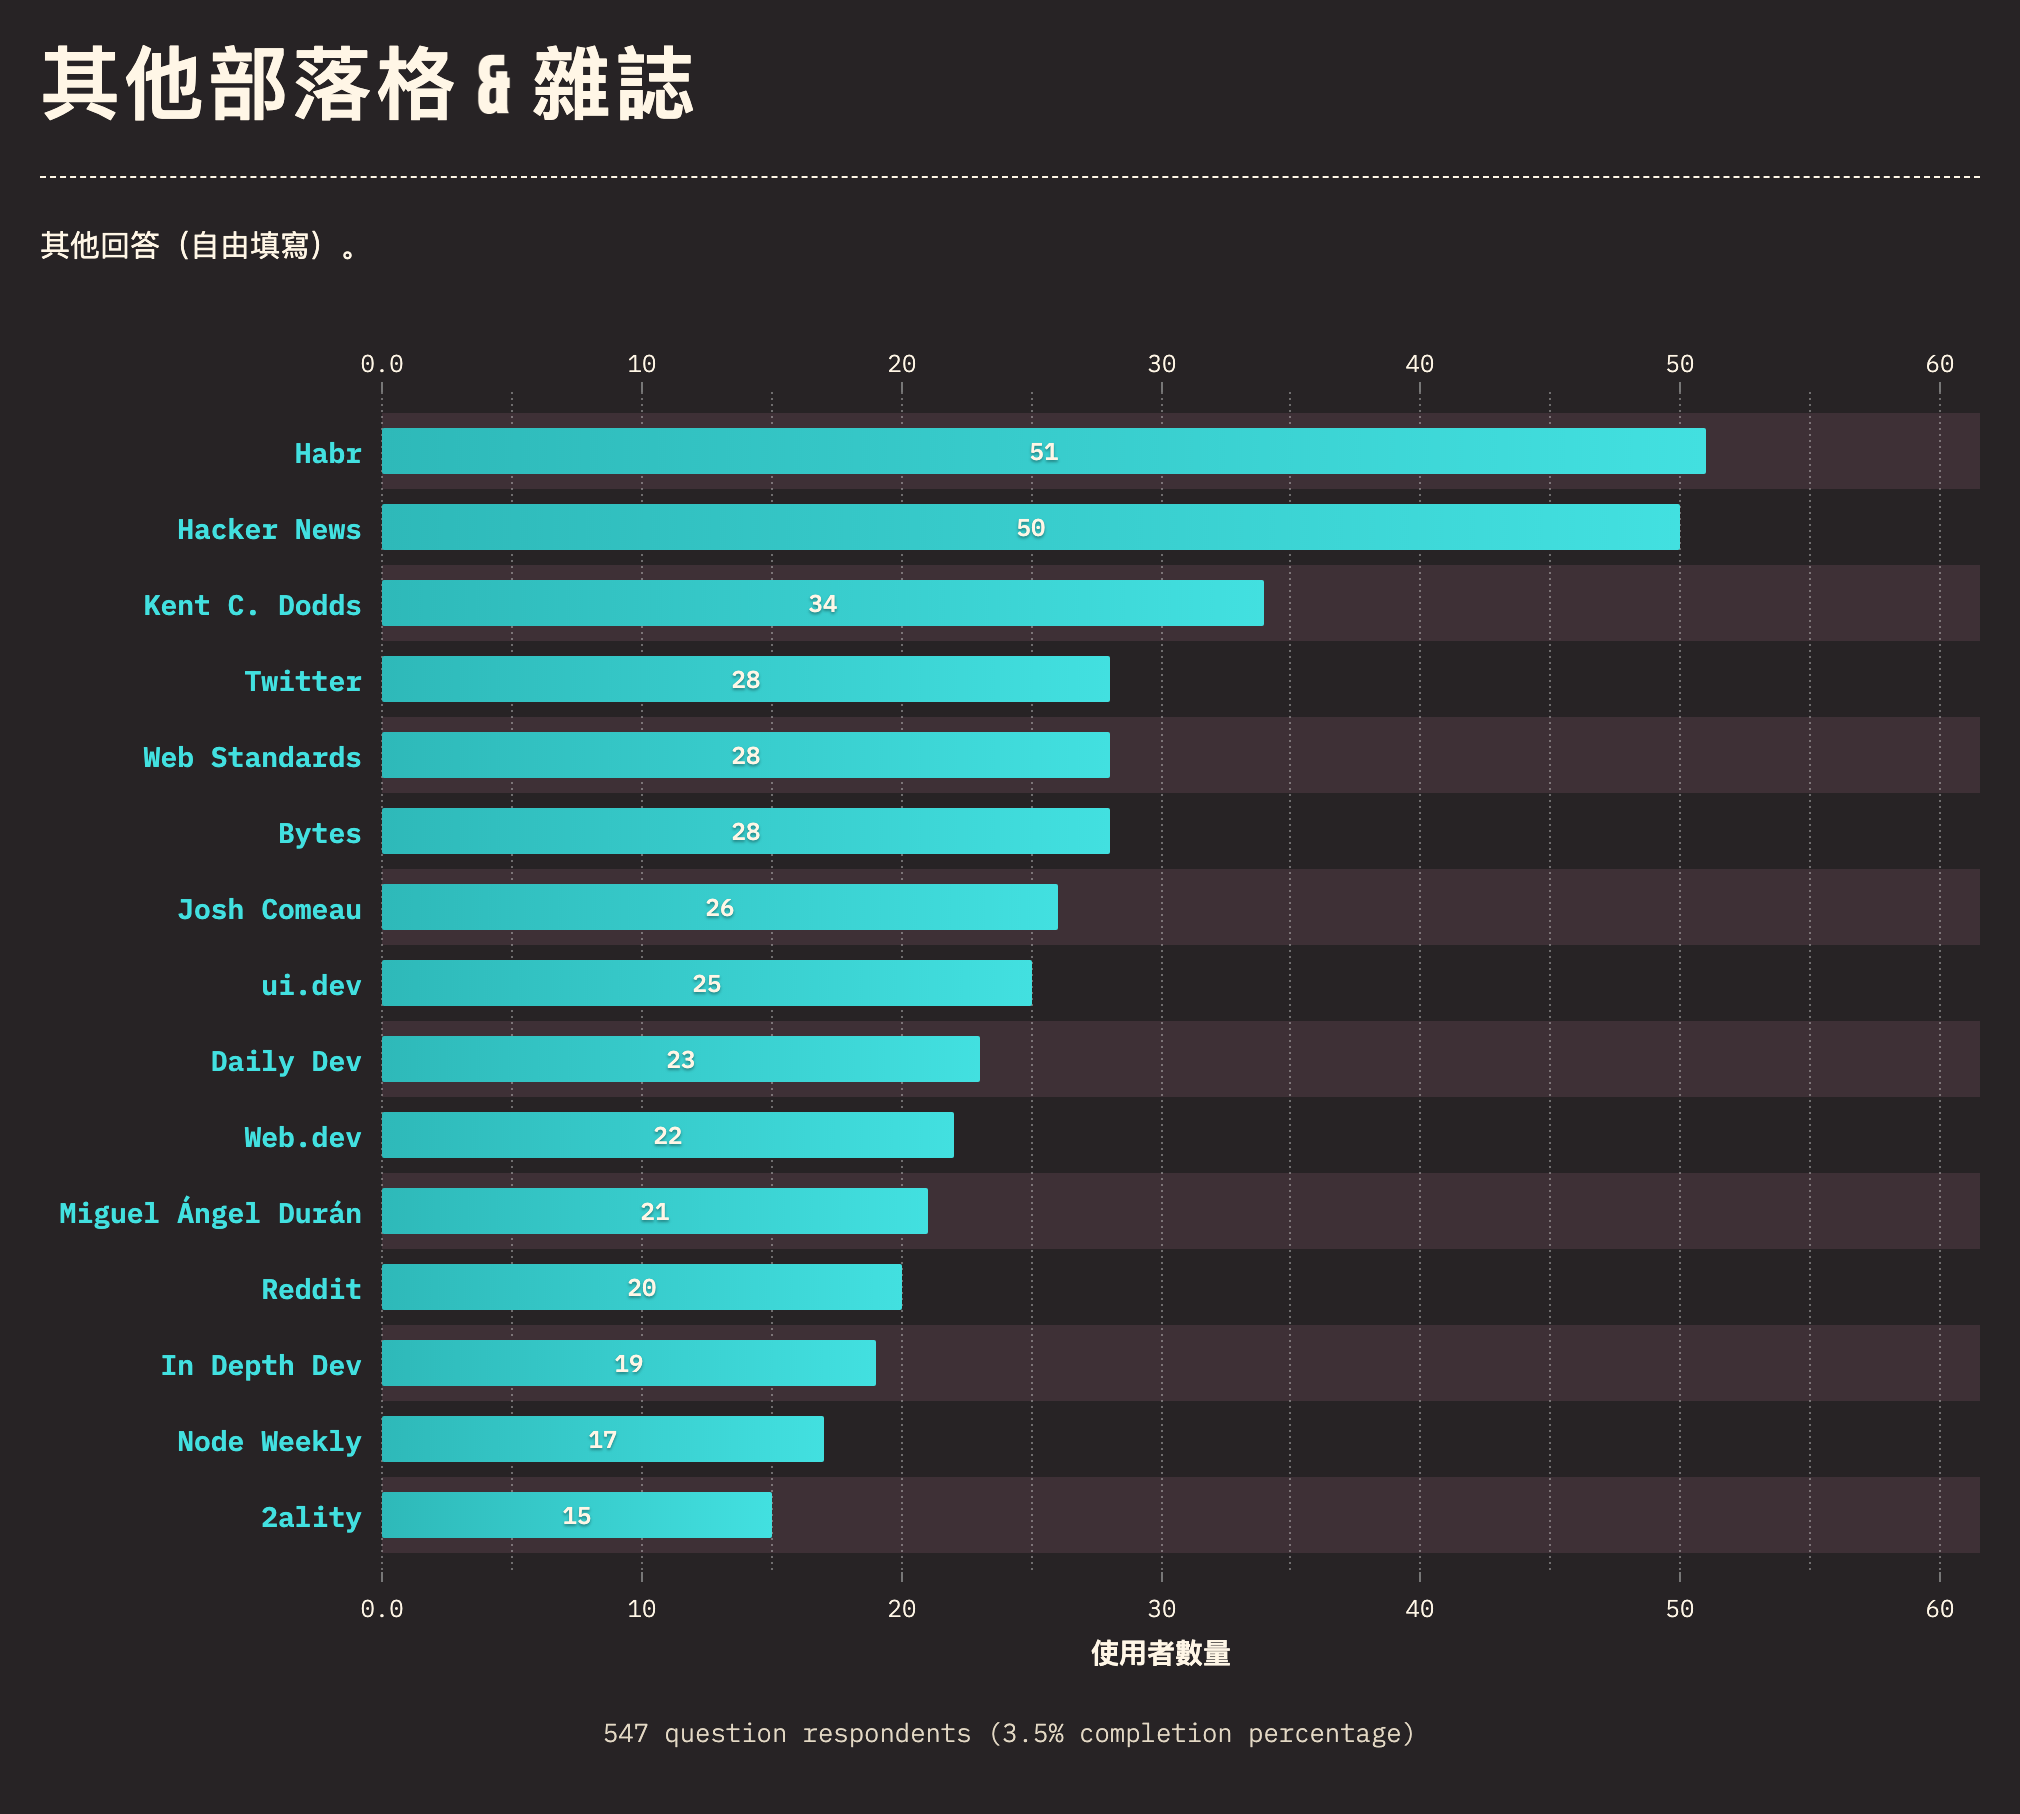 其他部落格 & 雜誌
其他回答（自由填寫）。
0.0 10 20 30 40 50 60
Habr 51
Hacker News 50
Kent C. Dodds 34
Twitter 28
Web Standards 28
Bytes 28
Josh Comeau 26
ui.dev 25
Daily Dev 23
Web.dev 22
Miguel Ángel Durán 21
Reddit 20
In Depth Dev 19
Node Weekly 17
2ality 15
0.0 10 20 30 40 50 60
使用者數量
547 question respondents (3.5% completion percentage)